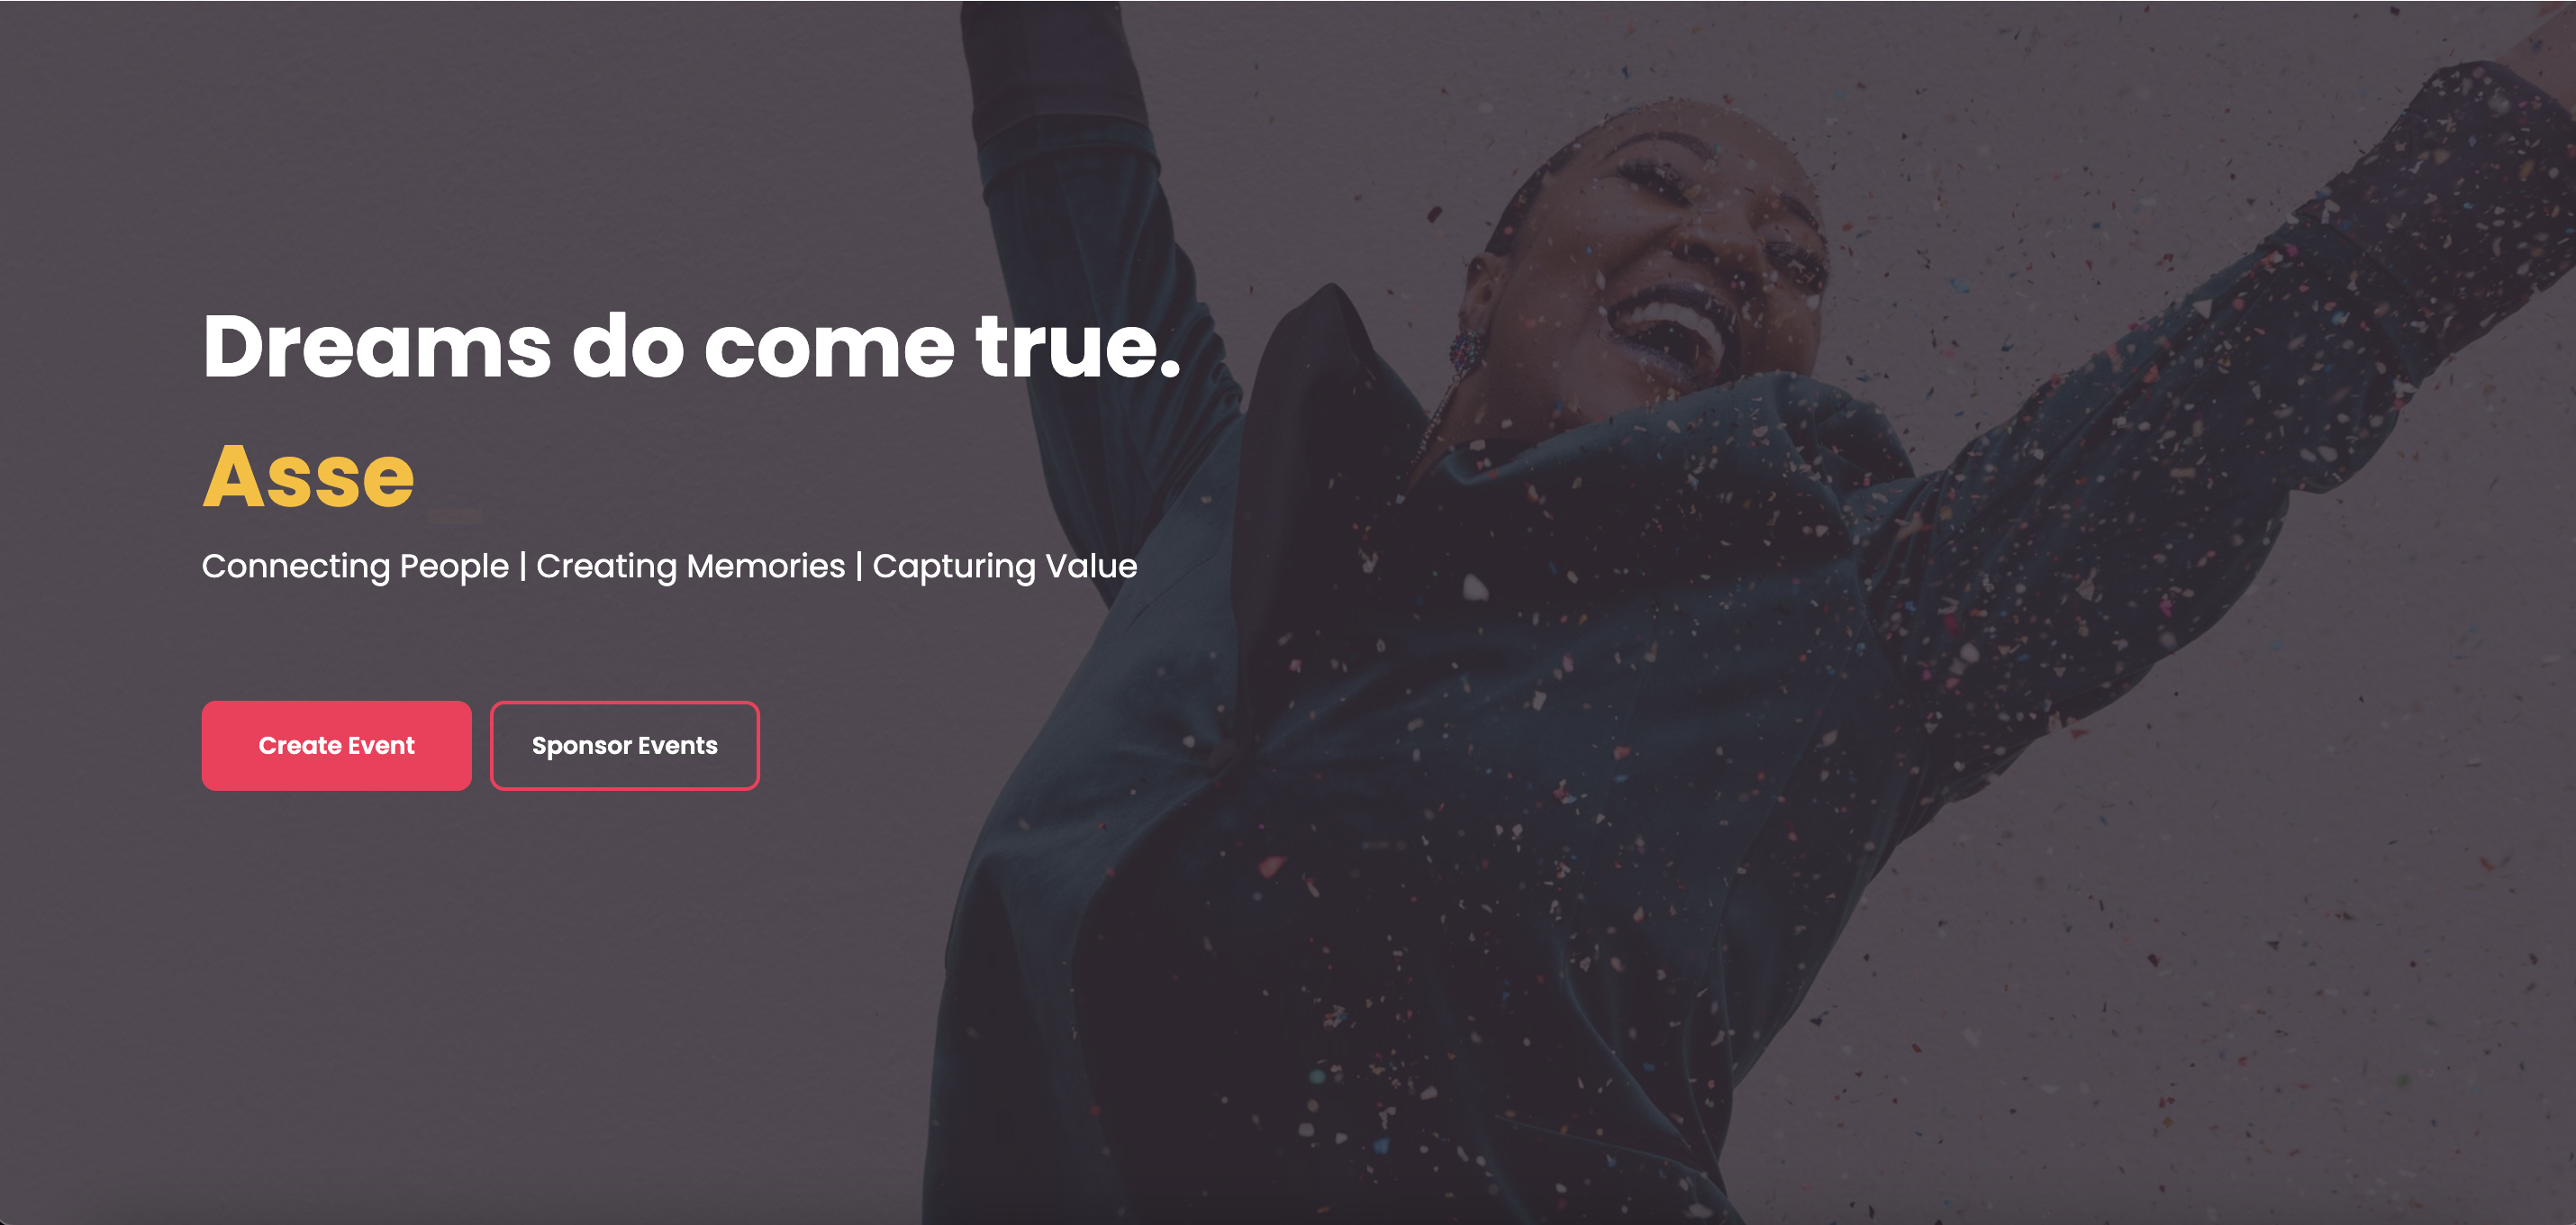 Dreams do come true.
Asse
Connecting People | Creating Memories | Capturing Value
Create Event
Sponsor Events